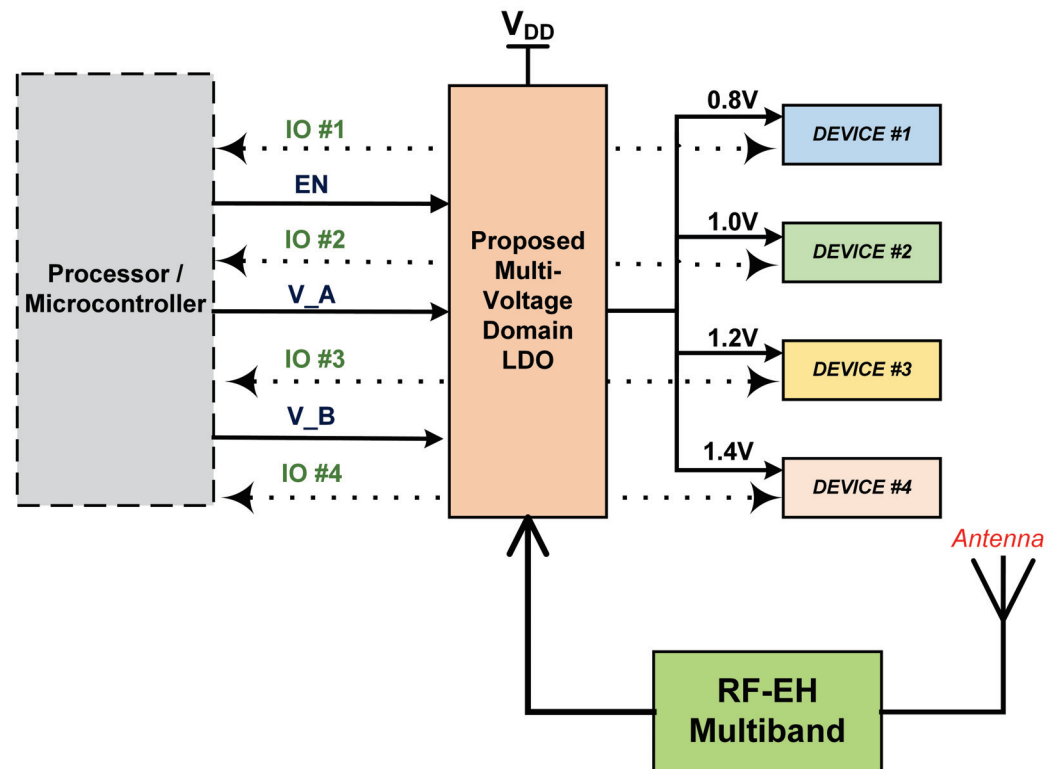 V_DD
Processor /
Microcontroller
IO #1
EN
IO #2
V_A
IO #3
V_B
IO #4
Proposed
Multi-
Voltage
Domain
LDO
0.8V
DEVICE #1
1.0V
DEVICE #2
1.2V
DEVICE #3
1.4V
DEVICE #4
Antenna
RF-EH
Multiband